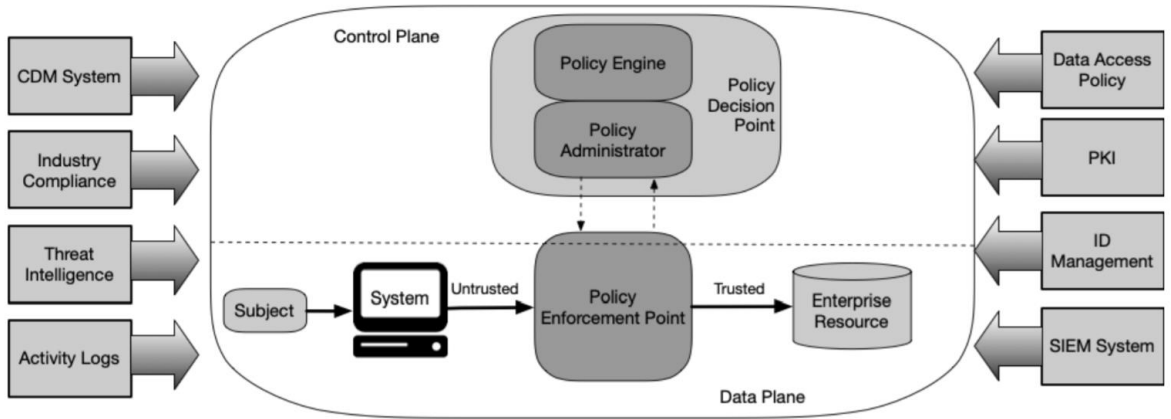 Control Plane
CDM System
Industry
Compliance
Threat
Intelligence
Activity Logs
Policy Engine
Policy
Administrator
Policy
Decision
Point
Subject
System
Untrusted
Policy
Enforcement Point
Trusted
Enterprise
Resource
Data Plane
Data Access
Policy
PKI
ID
Management
SIEM System